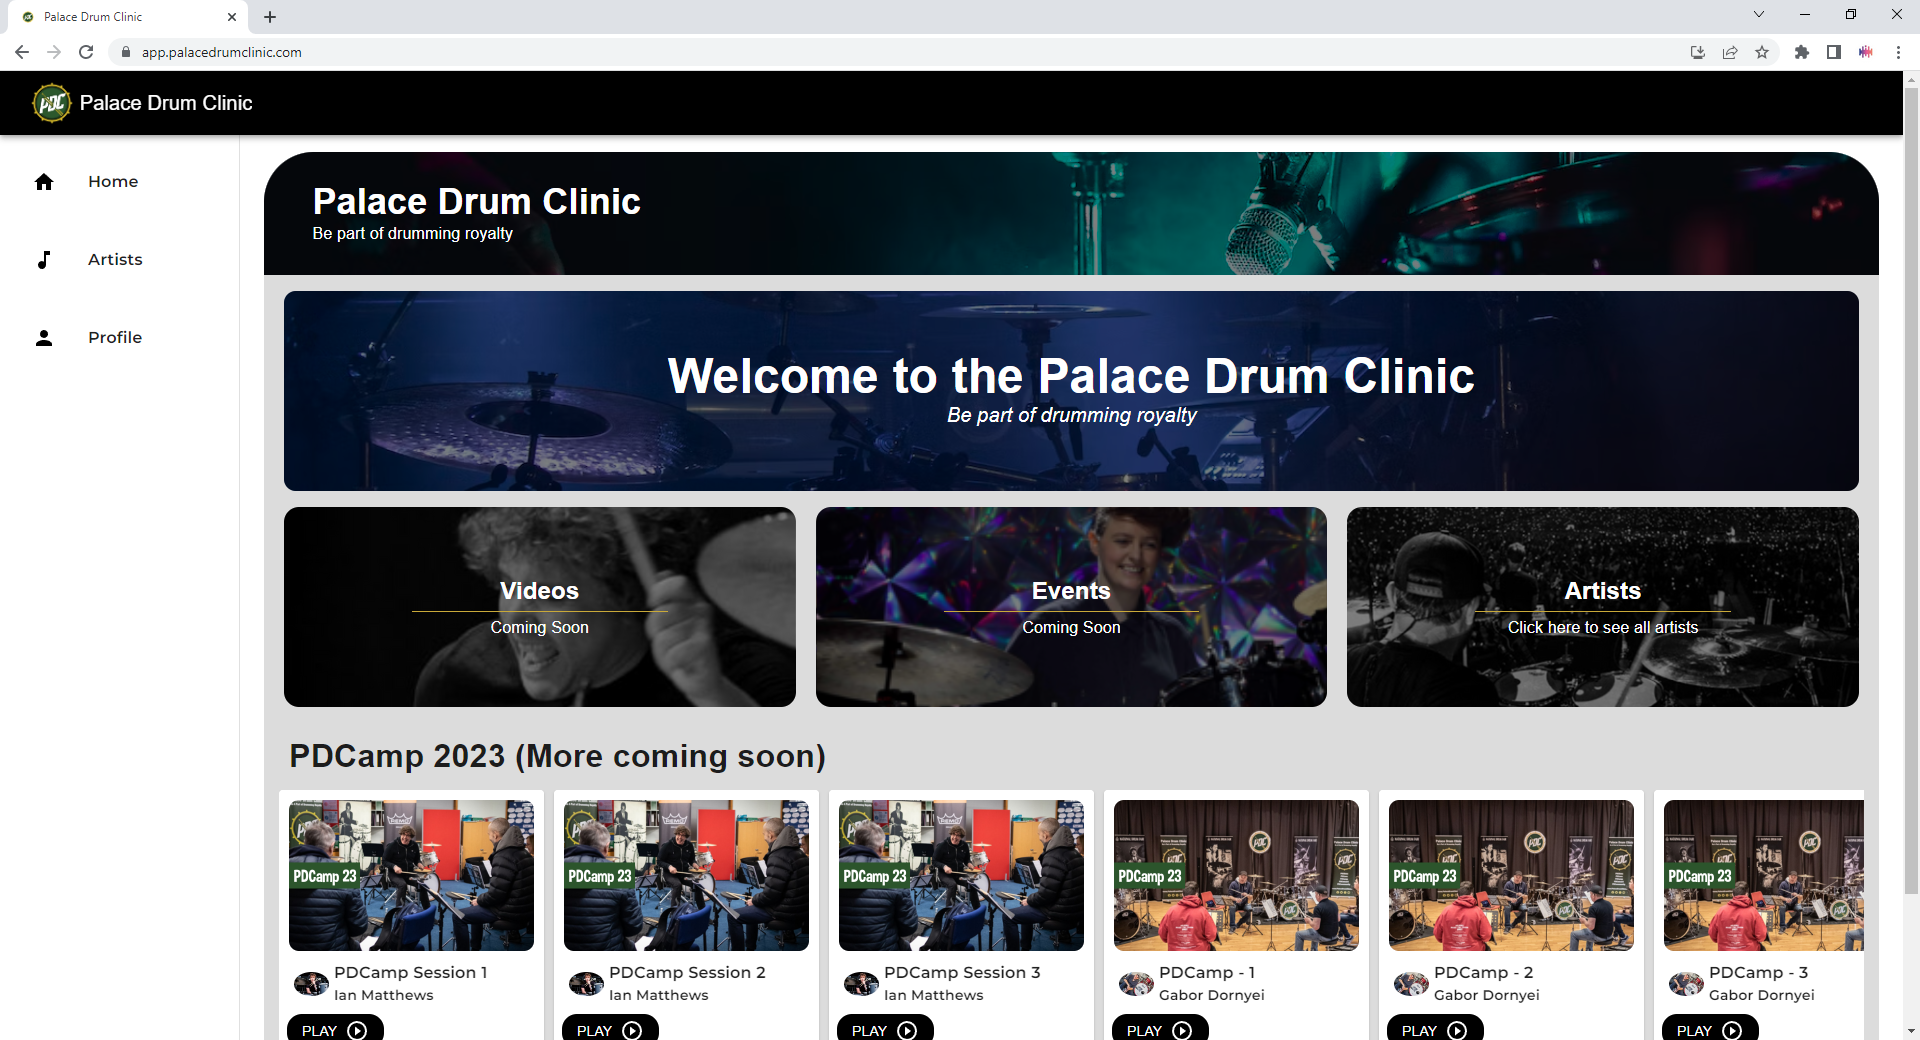 Palace Drum Clinic
app.palacedrumclinic.com
PDC Palace Drum Clinic
Home
Artists
Profile
Palace Drum Clinic
Be part of drumming royalty
Welcome to the Palace Drum Clinic
Be part of drumming royalty
Videos
Coming Soon
Events
Coming Soon
Artists
Click here to see all artists
PDCamp 2023 (More coming soon)
PDCamp 23
PDCamp Session 1
Ian Matthews
PLAY
PDCamp 23
PDCamp Session 2
Ian Matthews
PLAY
PDCamp 23
PDCamp Session 3
Ian Matthews
PLAY
PDCamp 23
PDCamp - 1
Gabor Dornyei
PLAY
PDCamp 23
PDCamp - 2
Gabor Dornyei
PLAY
PDCamp 23
PDCamp - 3
Gabor Dornyei
PLAY